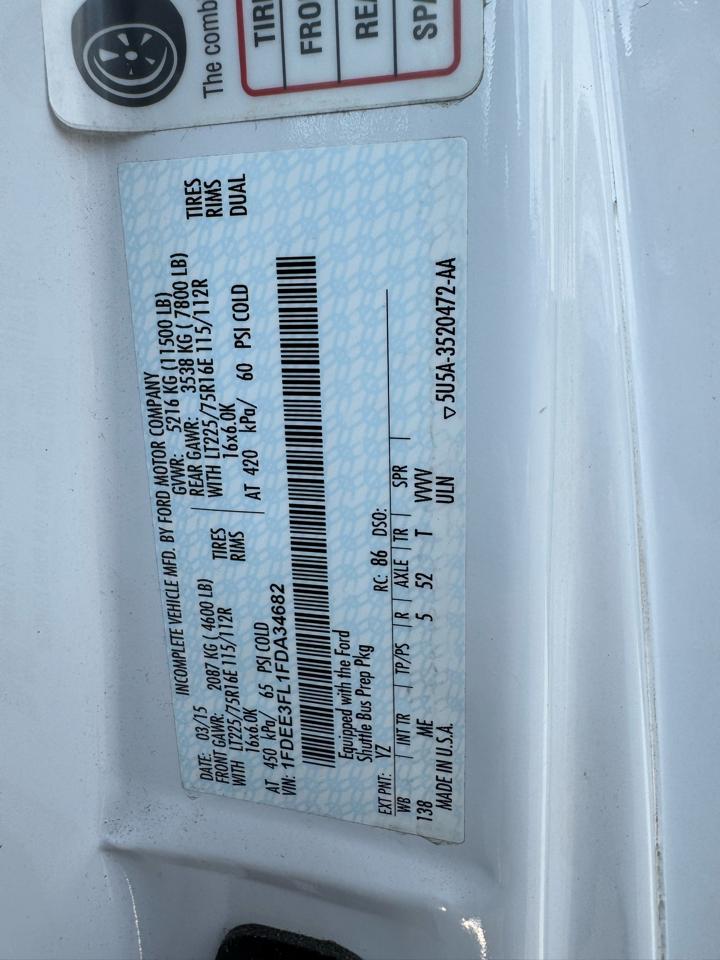 The comb
TIRE
FRO
REA
SPA
INCOMPLETE VEHICLE MFD. BY FORD MOTOR COMPANY
DATE: 03/15 GVWR: 5216 KG (11500 LB)
FRONT GAWR: 2087 KG ( 4600 LB) REAR GAWR: 3538 KG ( 7800 LB)
WITH LT225/75R16E 115/112R TIRES WITH LT225/75R16E 115/112R TIRES
16x6.0K RIMS 16x6.0K RIMS
AT 450 kPa/ 65 PSI COLD AT 420 kPa/ 60 PSI COLD DUAL
VIN: 1FDEE3FL1FDA34682
Equipped with the Ford
Shuttle Bus Prep Pkg
EXT PNT: YZ RC: 86 DSO:
WB INT TR TP/PS R AXLE TR SPR
138 ME 5 52 T VVVV
MADE IN U.S.A. ULN
▽5U5A-3520472-AA